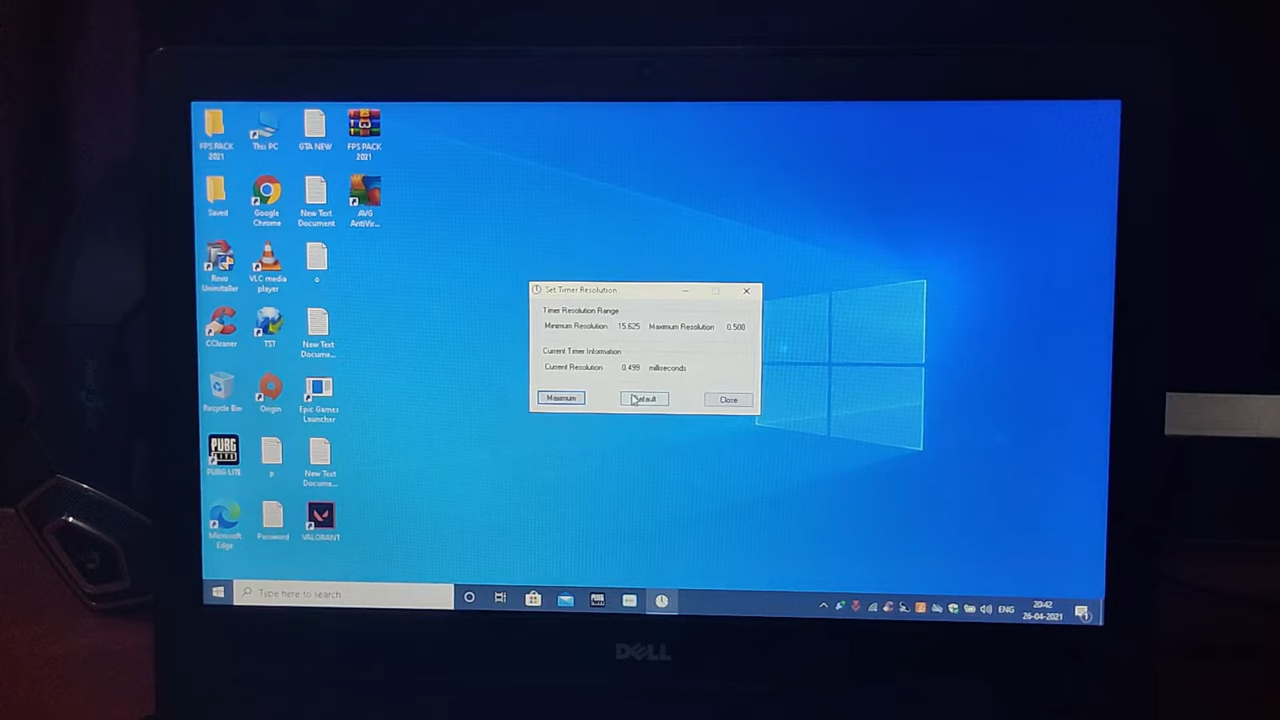 FPS PACK
2021
This PC
GTA NEW
FPS PACK
2021
Saved
Google
Chrome
New Text
Document
AVG
AntiVir...
Revo
Uninstaller
VLC media
player
o
CCleaner
TST
New Text
Docume...
Recycle Bin
Origin
Epic Games
Launcher
PUBG
LITE
PUBG LITE
p
New Text
Docume...
Microsoft
Edge
Password
VALORANT
Set Timer Resolution
Timer Resolution Range
Minimum Resolution 15.625 Maximum Resolution 0.500
Current Timer Information
Current Resolution 0.499 milliseconds
Maximum
Default
Close
Type here to search
ENG
20:42
26-04-2021
1
DELL